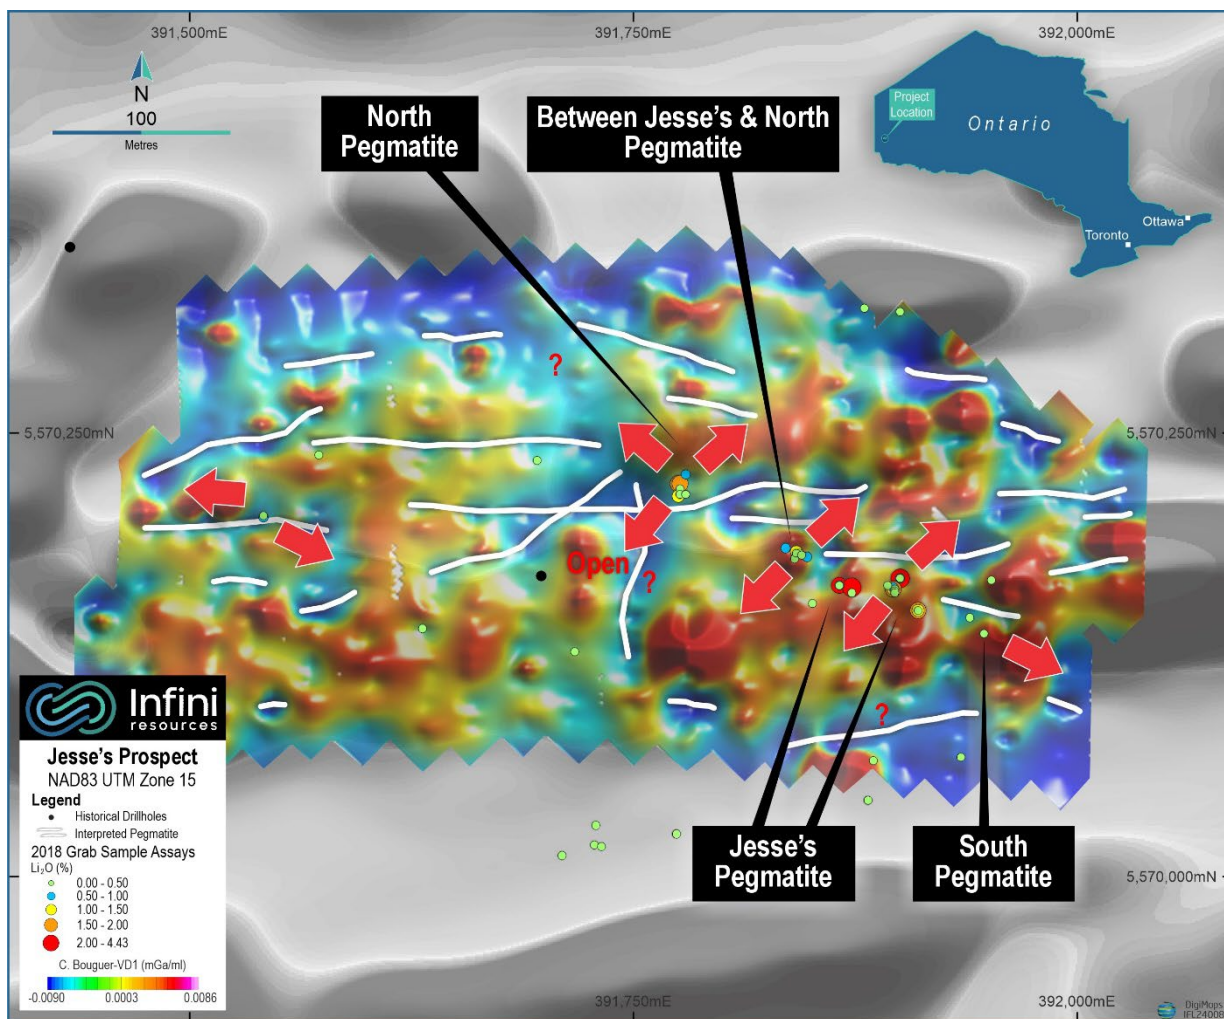 391,500mE
391,750mE
392,000mE
N
100
Metres
North
Pegmatite
Between Jesse's & North
Pegmatite
Project
Location
Ontario
Ottawa
Toronto
?
5,570,250mN
5,570,250mN
Open
?
?
Infini
resources
Jesse's Prospect
NAD83 UTM Zone 15
Legend
Historical Drillholes
Interpreted Pegmatite
2018 Grab Sample Assays
Li₂O (%)
0.00 - 0.50
0.50 - 1.00
1.00 - 1.50
1.50 - 2.00
2.00 - 4.43
C. Bouguer-VD1 (mGa/ml)
-0.0090 0.0003 0.0086
Jesse's
Pegmatite
South
Pegmatite
5,570,000mN
391,750mE
392,000mE
DigiMaps
IFL24008